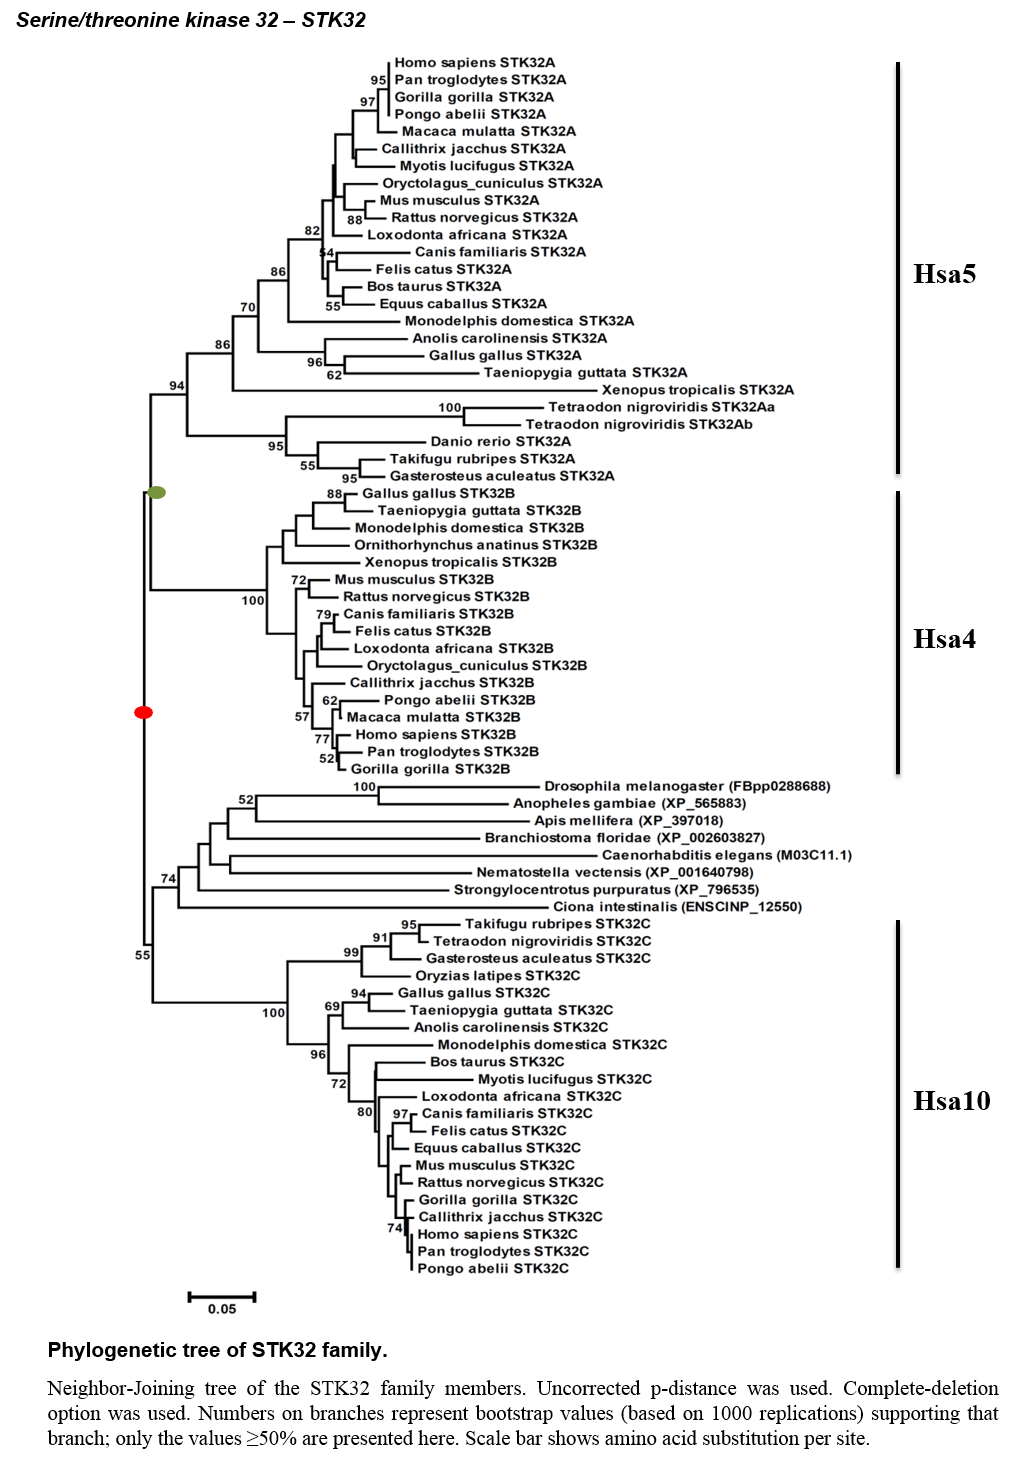 Serine/threonine kinase 32 – STK32
Homo sapiens STK32A
95
Pan troglodytes STK32A
Gorilla gorilla STK32A
97
Pongo abelii STK32A
Macaca mulatta STK32A
Callithrix jacchus STK32A
Myotis lucifugus STK32A
Oryctolagus_cuniculus STK32A
Mus musculus STK32A
88
Rattus norvegicus STK32A
82
Loxodonta africana STK32A
54
Canis familiaris STK32A
Felis catus STK32A
86
Hsa5
Bos taurus STK32A
55
Equus caballus STK32A
70
Monodelphis domestica STK32A
Anolis carolinensis STK32A
86
96
Gallus gallus STK32A
62
Taeniopygia guttata STK32A
94
Xenopus tropicalis STK32A
100
Tetraodon nigroviridis STK32Aa
Tetraodon nigroviridis STK32Ab
95
Danio rerio STK32A
55
Takifugu rubripes STK32A
95
Gasterosteus aculeatus STK32A
88
Gallus gallus STK32B
Taeniopygia guttata STK32B
Monodelphis domestica STK32B
Ornithorhynchus anatinus STK32B
Xenopus tropicalis STK32B
72
Mus musculus STK32B
100
Rattus norvegicus STK32B
79
Canis familiaris STK32B
Felis catus STK32B
Hsa4
Loxodonta africana STK32B
Oryctolagus_cuniculus STK32B
Callithrix jacchus STK32B
62
Pongo abelii STK32B
57
Macaca mulatta STK32B
77
Homo sapiens STK32B
52
Pan troglodytes STK32B
Gorilla gorilla STK32B
100
Drosophila melanogaster (FBpp0288688)
52
Anopheles gambiae (XP_565883)
Apis mellifera (XP_397018)
Branchiostoma floridae (XP_002603827)
Caenorhabditis elegans (M03C11.1)
74
Nematostella vectensis (XP_001640798)
Strongylocentrotus purpuratus (XP_796535)
Ciona intestinalis (ENSCINP_12550)
95
Takifugu rubripes STK32C
91
Tetraodon nigroviridis STK32C
55
99
Gasterosteus aculeatus STK32C
Oryzias latipes STK32C
94
Gallus gallus STK32C
69
100
Taeniopygia guttata STK32C
Anolis carolinensis STK32C
96
Monodelphis domestica STK32C
Bos taurus STK32C
72
Myotis lucifugus STK32C
Loxodonta africana STK32C
Hsa10
80
97
Canis familiaris STK32C
Felis catus STK32C
Equus caballus STK32C
Mus musculus STK32C
Rattus norvegicus STK32C
Gorilla gorilla STK32C
Callithrix jacchus STK32C
74
Homo sapiens STK32C
Pan troglodytes STK32C
Pongo abelii STK32C
0.05
Phylogenetic tree of STK32 family.
Neighbor-Joining tree of the STK32 family members. Uncorrected p-distance was used. Complete-deletion
option was used. Numbers on branches represent bootstrap values (based on 1000 replications) supporting that
branch; only the values ≥50% are presented here. Scale bar shows amino acid substitution per site.